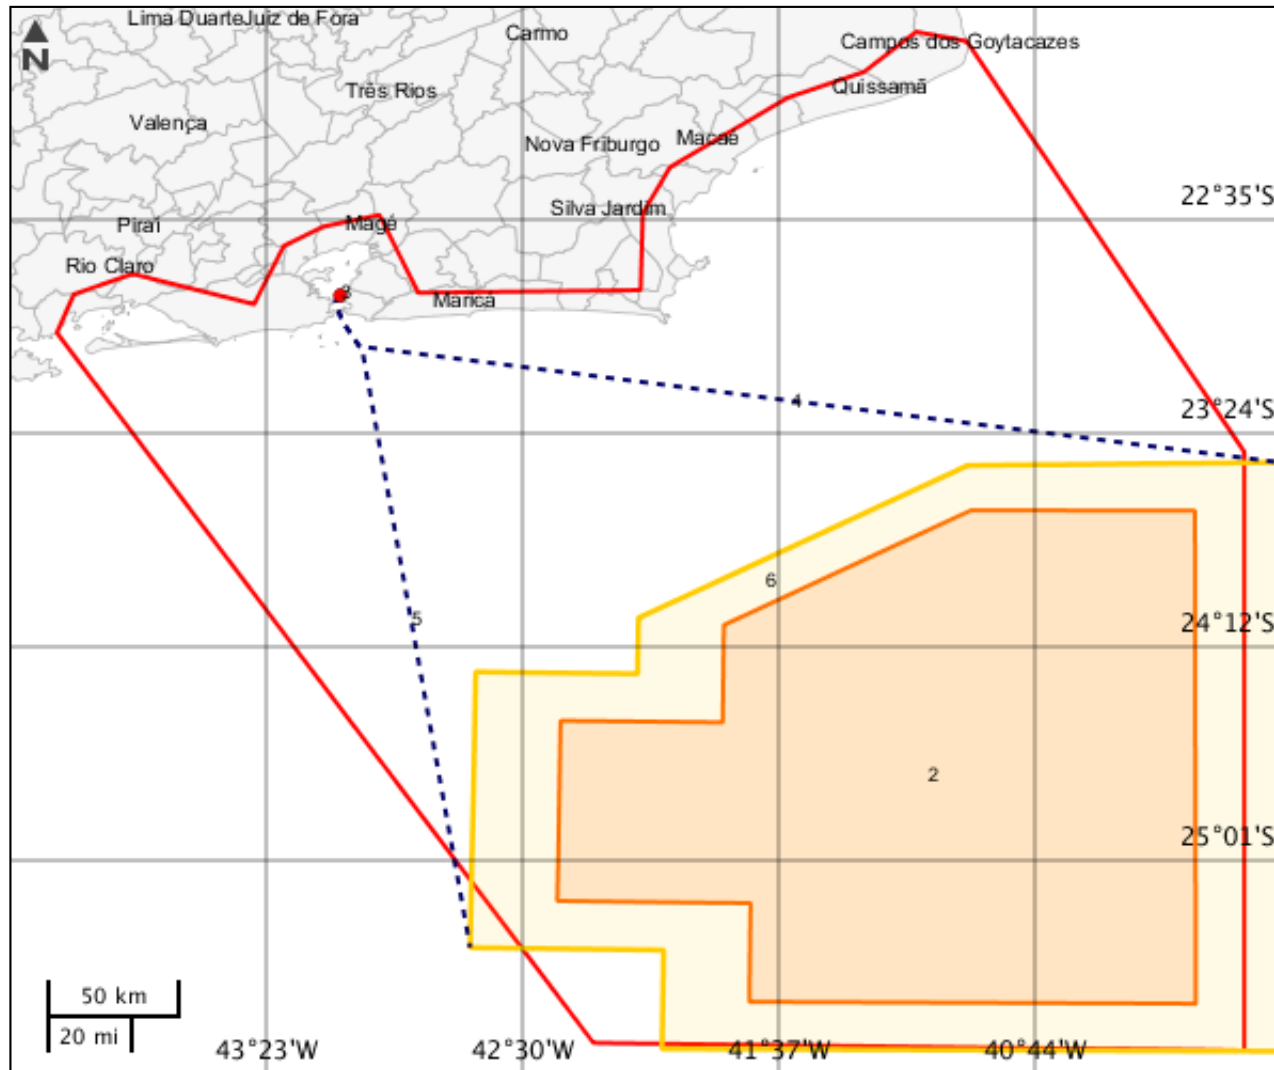 Lima Duarte Juiz de Fora
Carmo
N
Campos dos Goytacazes
Três Rios
Quissamã
Valença
Macaé
Nova Friburgo
22°35'S
Silva Jardim
Magé
Piraí
Rio Claro
3
Maricá
4
23°24'S
6
5
24°12'S
2
25°01'S
50 km
20 mi
43°23'W
42°30'W
41°37'W
40°44'W